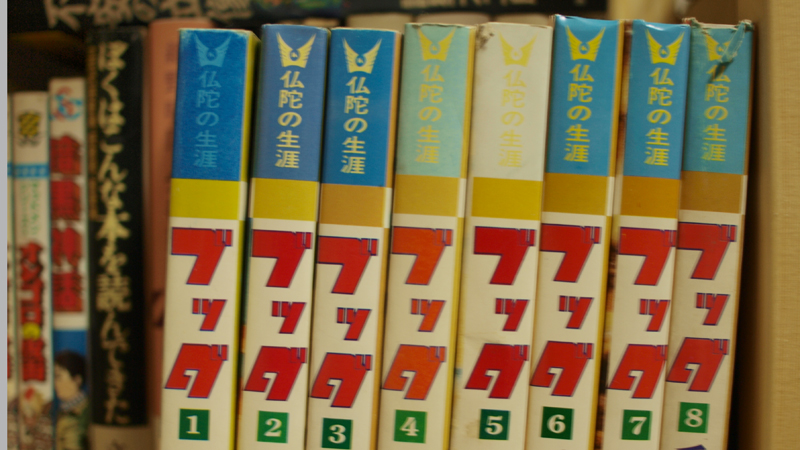 ぼくはこんな本を読んできた
仏陀の生涯
ブッダ
1
仏陀の生涯
ブッダ
2
仏陀の生涯
ブッダ
3
仏陀の生涯
ブッダ
4
仏陀の生涯
ブッダ
5
仏陀の生涯
ブッダ
6
仏陀の生涯
ブッダ
7
仏陀の生涯
ブッダ
8